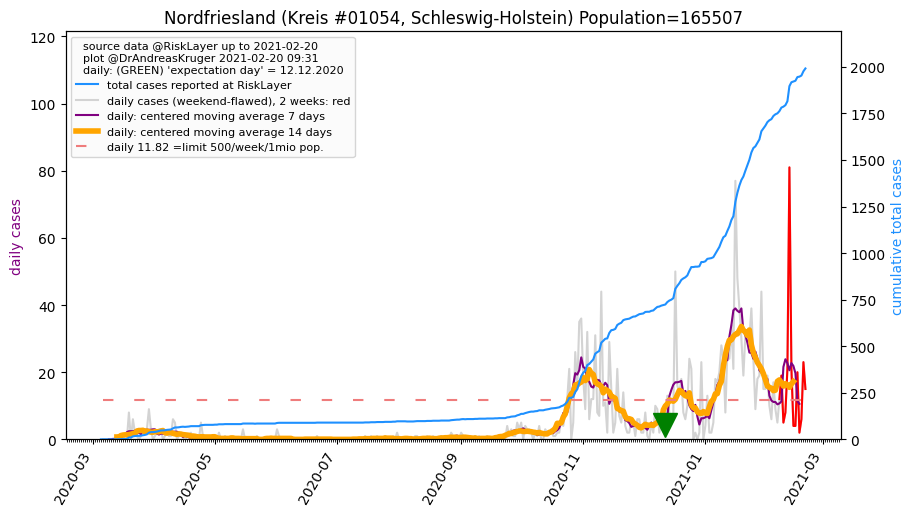 Nordfriesland (Kreis #01054, Schleswig-Holstein) Population=165507
source data @RiskLayer up to 2021-02-20
plot @DrAndreasKruger 2021-02-20 09:31
daily: (GREEN) 'expectation day' = 12.12.2020
total cases reported at RiskLayer
daily cases (weekend-flawed), 2 weeks: red
daily: centered moving average 7 days
daily: centered moving average 14 days
daily 11.82 =limit 500/week/1mio pop.
daily cases
120
100
80
60
40
20
0
cumulative total cases
2000
1750
1500
1250
1000
750
500
250
0
2020-03
2020-05
2020-07
2020-09
2020-11
2021-01
2021-03